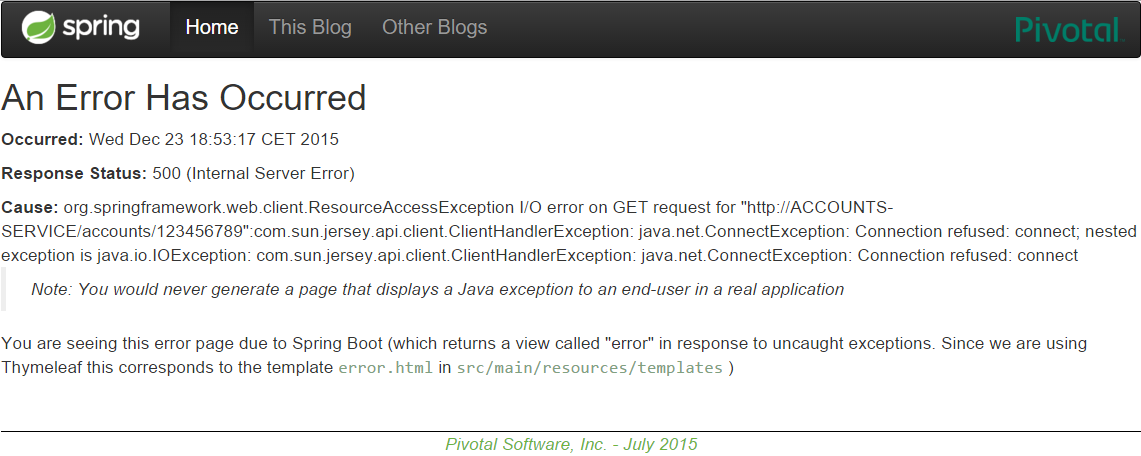 spring Home This Blog Other Blogs Pivotal
An Error Has Occurred
Occurred: Wed Dec 23 18:53:17 CET 2015
Response Status: 500 (Internal Server Error)
Cause: org.springframework.web.client.ResourceAccessException I/O error on GET request for "http://ACCOUNTS-
SERVICE/accounts/123456789":com.sun.jersey.api.client.ClientHandlerException: java.net.ConnectException: Connection refused: connect; nested
exception is java.io.IOException: com.sun.jersey.api.client.ClientHandlerException: java.net.ConnectException: Connection refused: connect
Note: You would never generate a page that displays a Java exception to an end-user in a real application
You are seeing this error page due to Spring Boot (which returns a view called "error" in response to uncaught exceptions. Since we are using
Thymeleaf this corresponds to the template error.html in src/main/resources/templates )
Pivotal Software, Inc. - July 2015